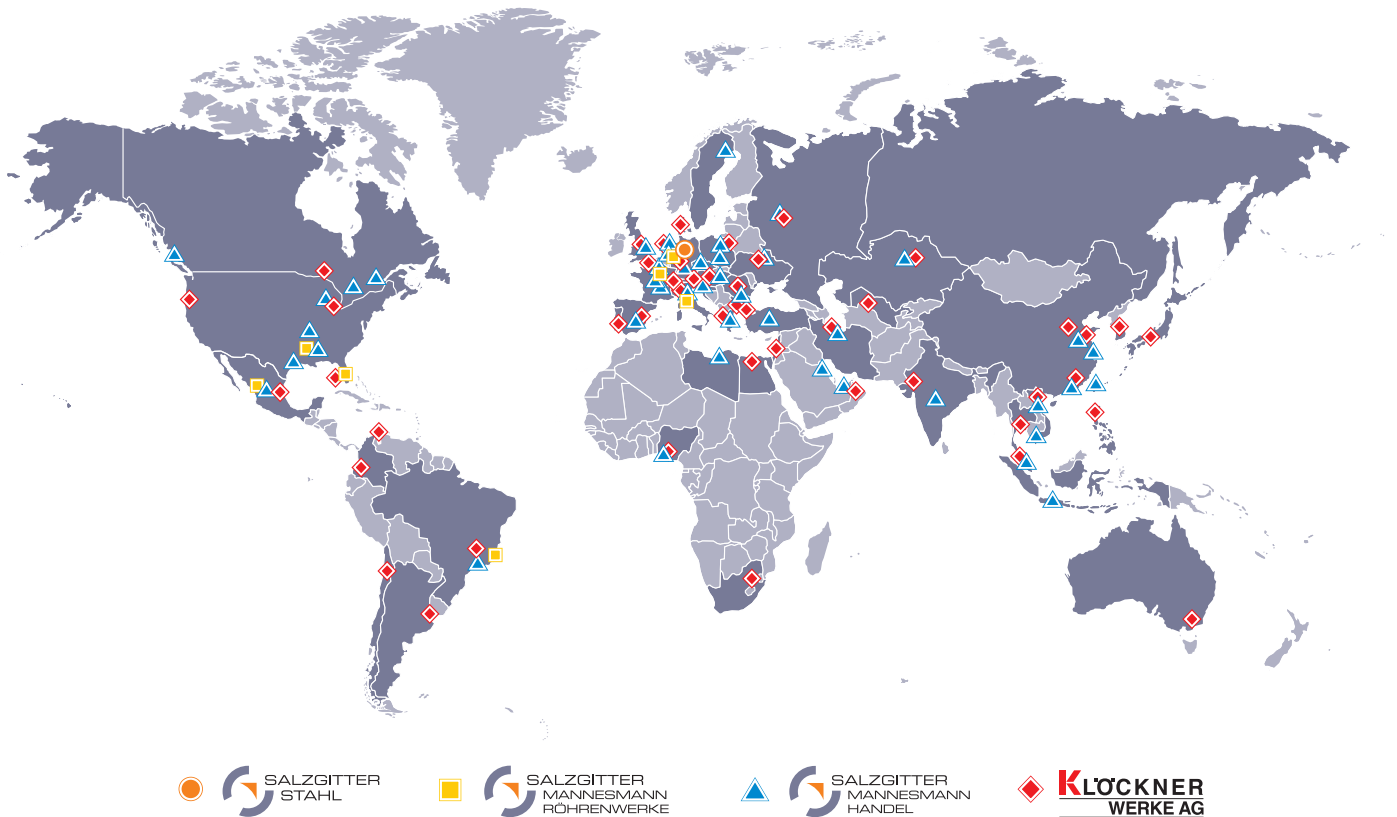 SALZGITTER
STAHL
SALZGITTER
MANNESMANN
RÖHRENWERKE
SALZGITTER
MANNESMANN
HANDEL
KLÖCKNER
WERKE AG